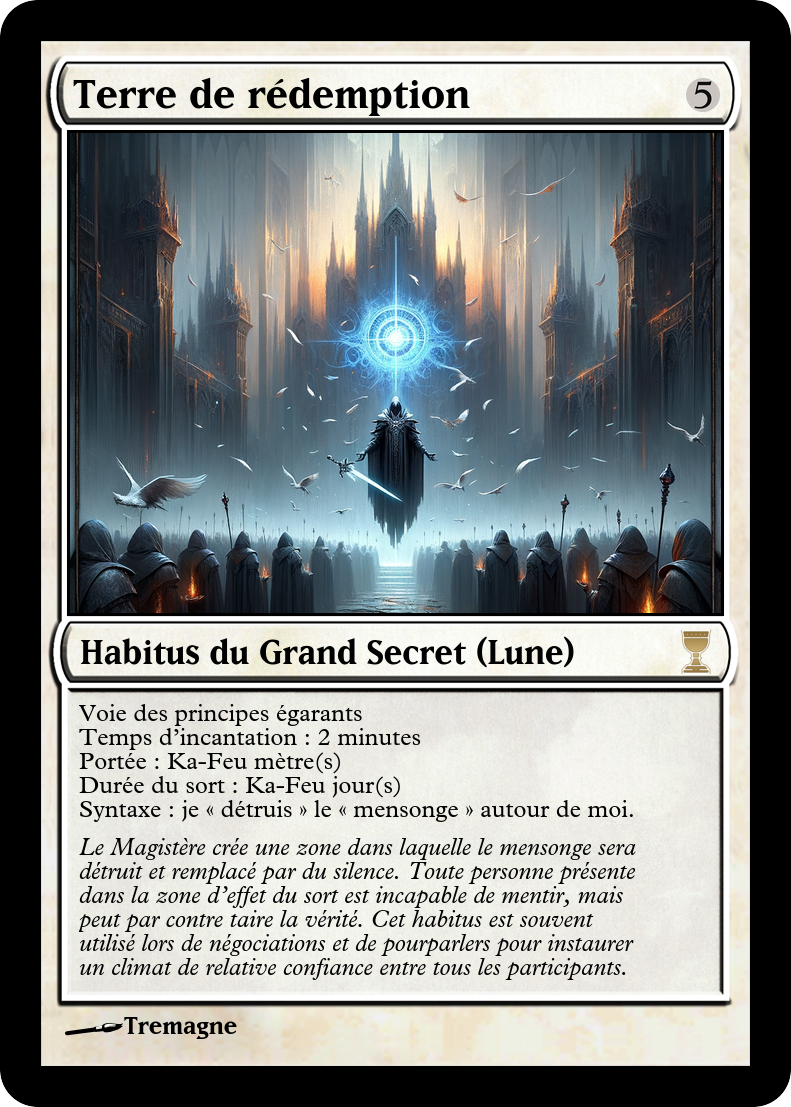 Terre de rédemption
5
Habitus du Grand Secret (Lune)
Voie des principes égarants
Temps d'incantation : 2 minutes
Portée : Ka-Feu mètre(s)
Durée du sort : Ka-Feu jour(s)
Syntaxe : je « détruis » le « mensonge » autour de moi.
Le Magistère crée une zone dans laquelle le mensonge sera
détruit et remplacé par du silence. Toute personne présente
dans la zone d'effet du sort est incapable de mentir, mais
peut par contre taire la vérité. Cet habitus est souvent
utilisé lors de négociations et de pourparlers pour instaurer
un climat de relative confiance entre tous les participants.
Tremagne